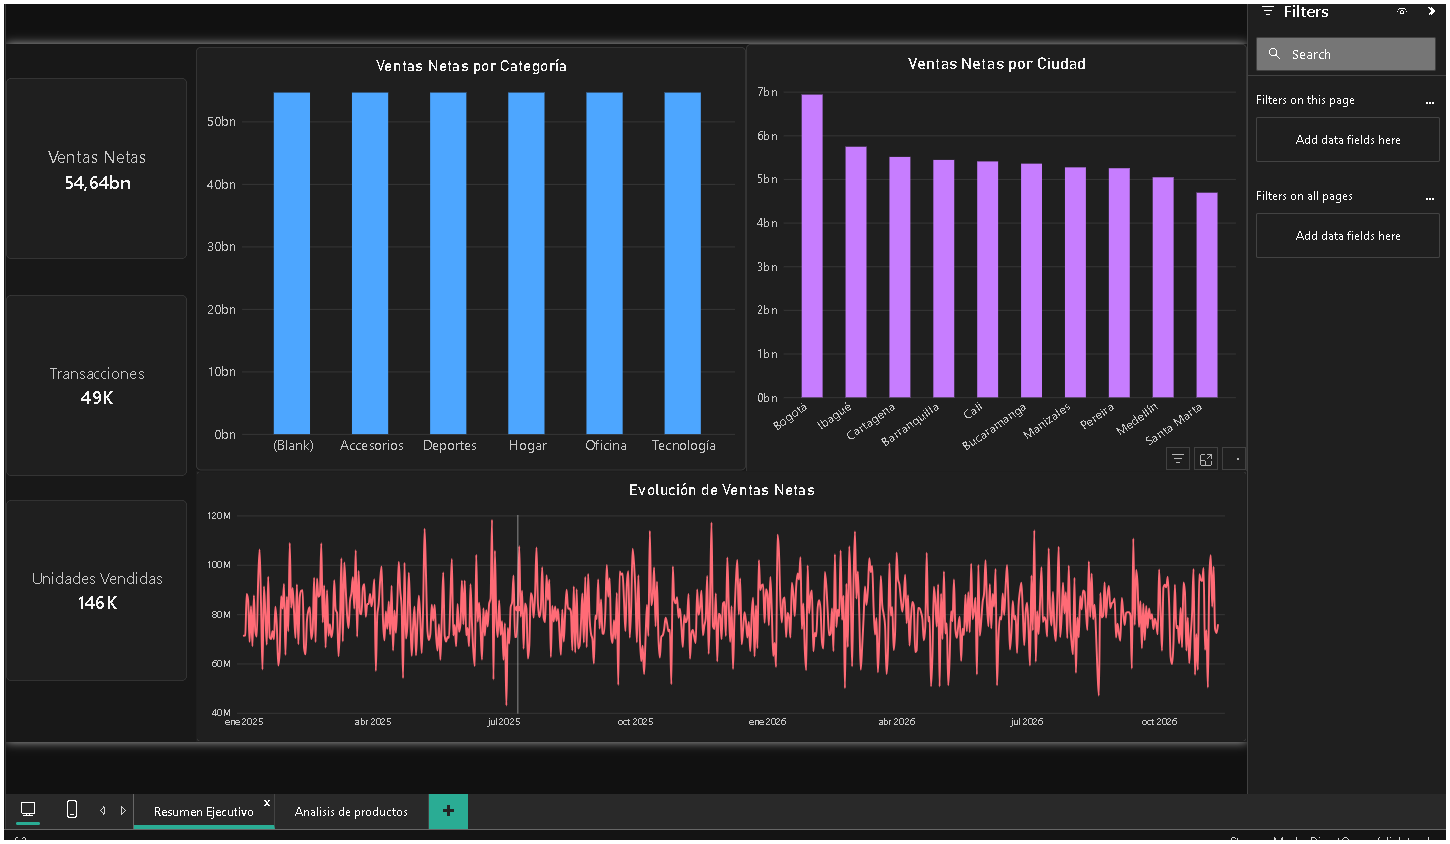 Filters
Search
Filters on this page
...
Add data fields here
Filters on all pages
...
Add data fields here
Ventas Netas
54,64bn
Transacciones
49K
Unidades Vendidas
146K
Ventas Netas por Categoría
50bn
40bn
30bn
20bn
10bn
0bn
(Blank) Accesorios Deportes Hogar Oficina Tecnología
Ventas Netas por Ciudad
7bn
6bn
5bn
4bn
3bn
2bn
1bn
0bn
Bogotá Ibagué Cartagena Barranquilla Cali Bucaramanga Manizales Pereira Medellín Santa Marta
Evolución de Ventas Netas
120M
100M
80M
60M
40M
ene 2025 abr 2025 jul 2025 oct 2025 ene 2026 abr 2026 jul 2026 oct 2026
Resumen Ejecutivo x
Analisis de productos
+